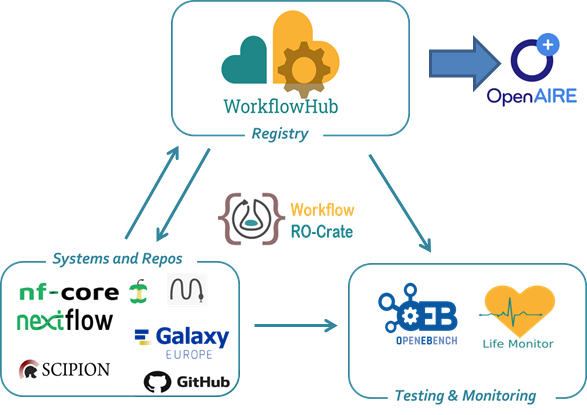 WorkflowHub
Registry
OpenAIRE
Workflow
RO-Crate
Systems and Repos
nf-core
nextflow
Galaxy
EUROPE
SCIPION
GitHub
OEB
OPENEBENCH
Life Monitor
Testing & Monitoring